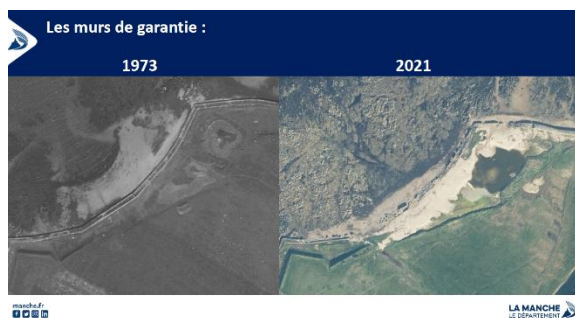 Les murs de garantie :
1973
2021
manche.fr
LA MANCHE
LE DÉPARTEMENT